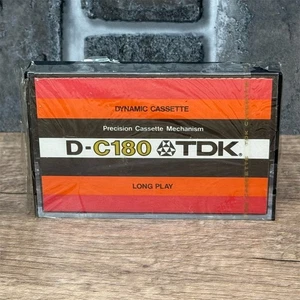 DYNAMIC CASSETTE
Precision Cassette Mechanism
D-C180 TDK
LONG PLAY